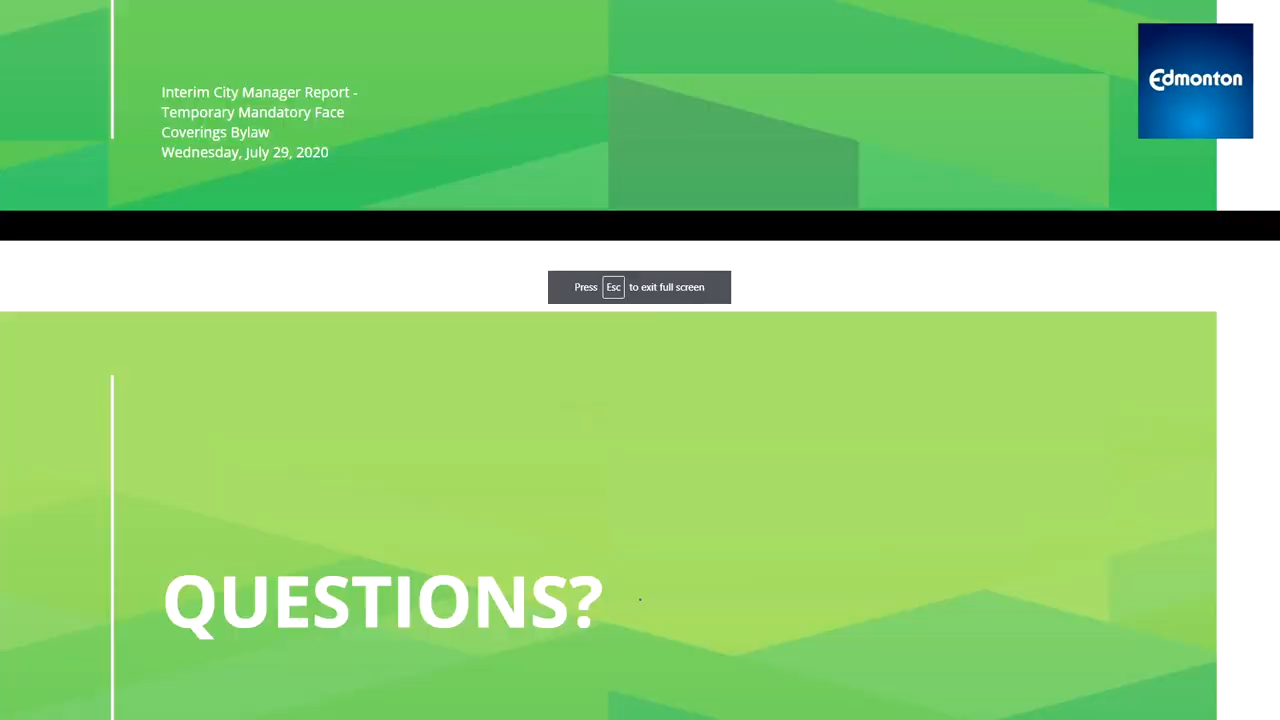 Interim City Manager Report -
Temporary Mandatory Face
Coverings Bylaw
Wednesday, July 29, 2020
Edmonton
Press Esc to exit full screen
QUESTIONS?